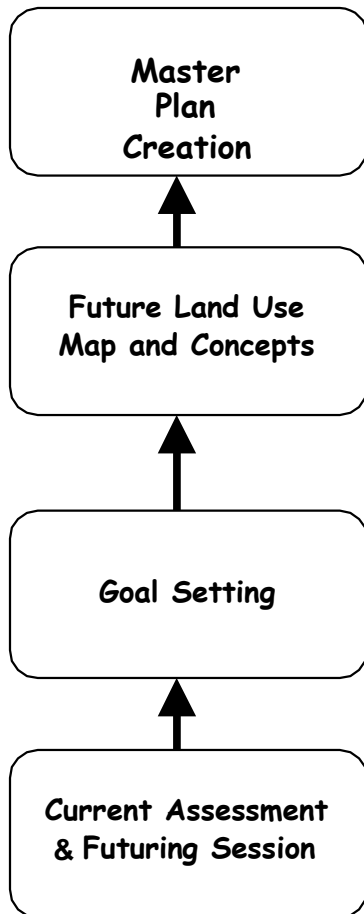 Master
Plan
Creation
Future Land Use
Map and Concepts
Goal Setting
Current Assessment
& Futuring Session